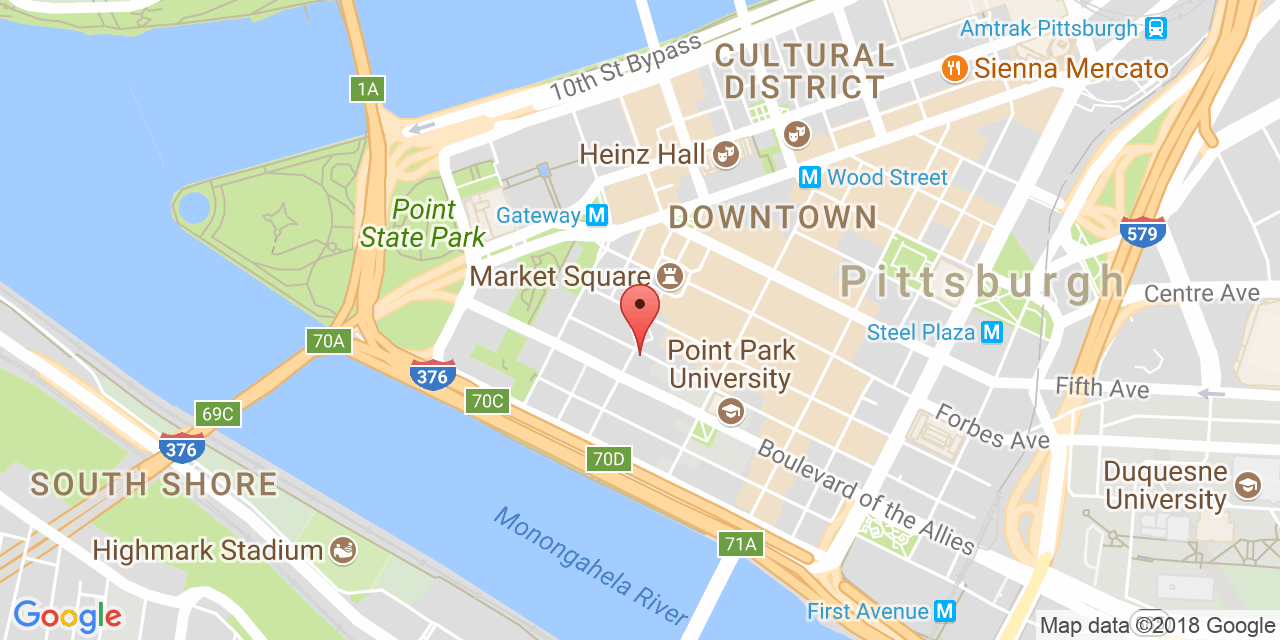 Amtrak Pittsburgh
CULTURAL
DISTRICT
Sienna Mercato
10th St Bypass
1A
Heinz Hall
M Wood Street
Point
State Park
Gateway M
DOWNTOWN
579
Market Square
Pittsburgh
Centre Ave
70A
Steel Plaza M
376
Point Park
University
Fifth Ave
70C
69C
Forbes Ave
376
70D
Boulevard of the Allies
SOUTH SHORE
Duquesne
University
Monongahela River
Highmark Stadium
71A
First Avenue M
Google
Map data ©2018 Google